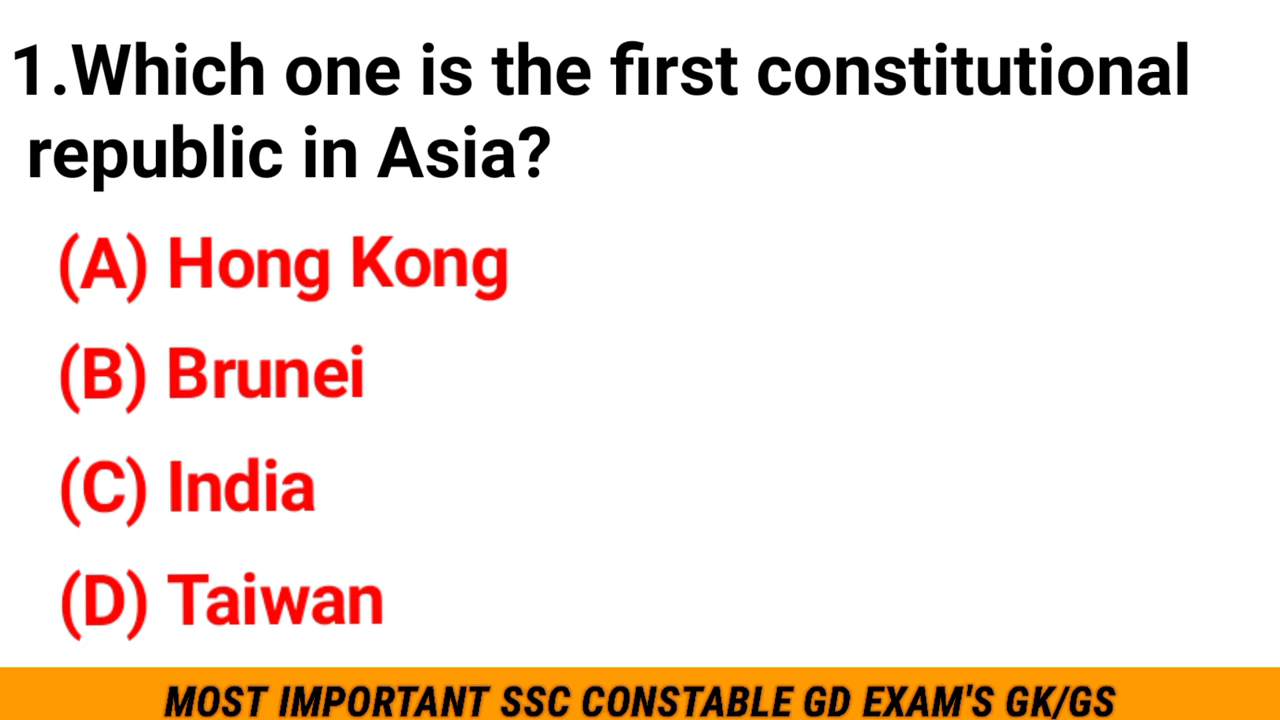 1.Which one is the first constitutional
republic in Asia?
(A) Hong Kong
(B) Brunei
(C) India
(D) Taiwan
MOST IMPORTANT SSC CONSTABLE GD EXAM'S GK/GS